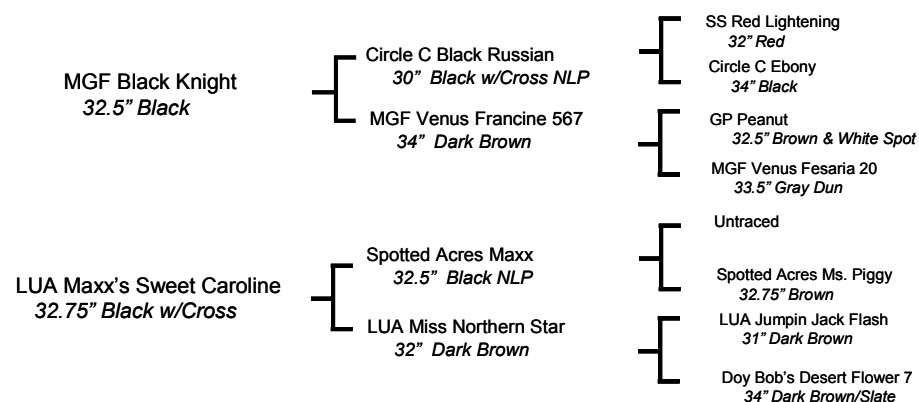 SS Red Lightening
32” Red
Circle C Black Russian
30” Black w/Cross NLP
Circle C Ebony
34” Black
MGF Black Knight
32.5” Black
MGF Venus Francine 567
34” Dark Brown
GP Peanut
32.5” Brown & White Spot
MGF Venus Fesaria 20
33.5” Gray Dun
Untraced
Spotted Acres Maxx
32.5” Black NLP
Spotted Acres Ms. Piggy
32.75” Brown
LUA Maxx’s Sweet Caroline
32.75” Black w/Cross
LUA Miss Northern Star
32” Dark Brown
LUA Jumpin Jack Flash
31” Dark Brown
Doy Bob’s Desert Flower 7
34” Dark Brown/Slate